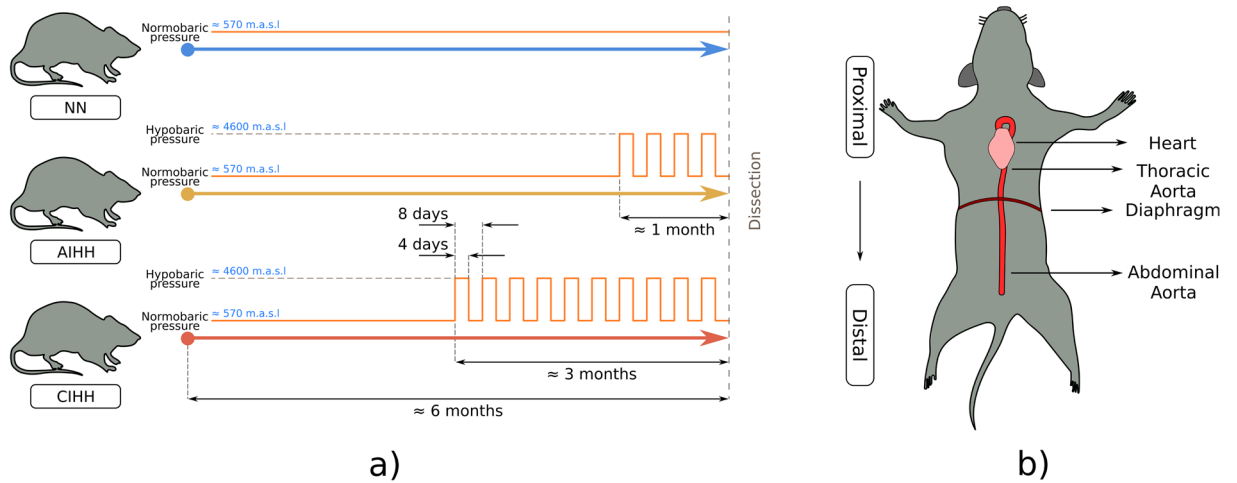 Normobaric
pressure
≈ 570 m.a.s.l
NN
Hypobaric
pressure
≈ 4600 m.a.s.l
Normobaric
pressure
≈ 570 m.a.s.l
AIHH
≈ 1 month
8 days
4 days
Hypobaric
pressure
≈ 4600 m.a.s.l
Normobaric
pressure
≈ 570 m.a.s.l
CIHH
≈ 3 months
≈ 6 months
Dissection
a)
Proximal
Distal
Heart
Thoracic
Aorta
Diaphragm
Abdominal
Aorta
b)